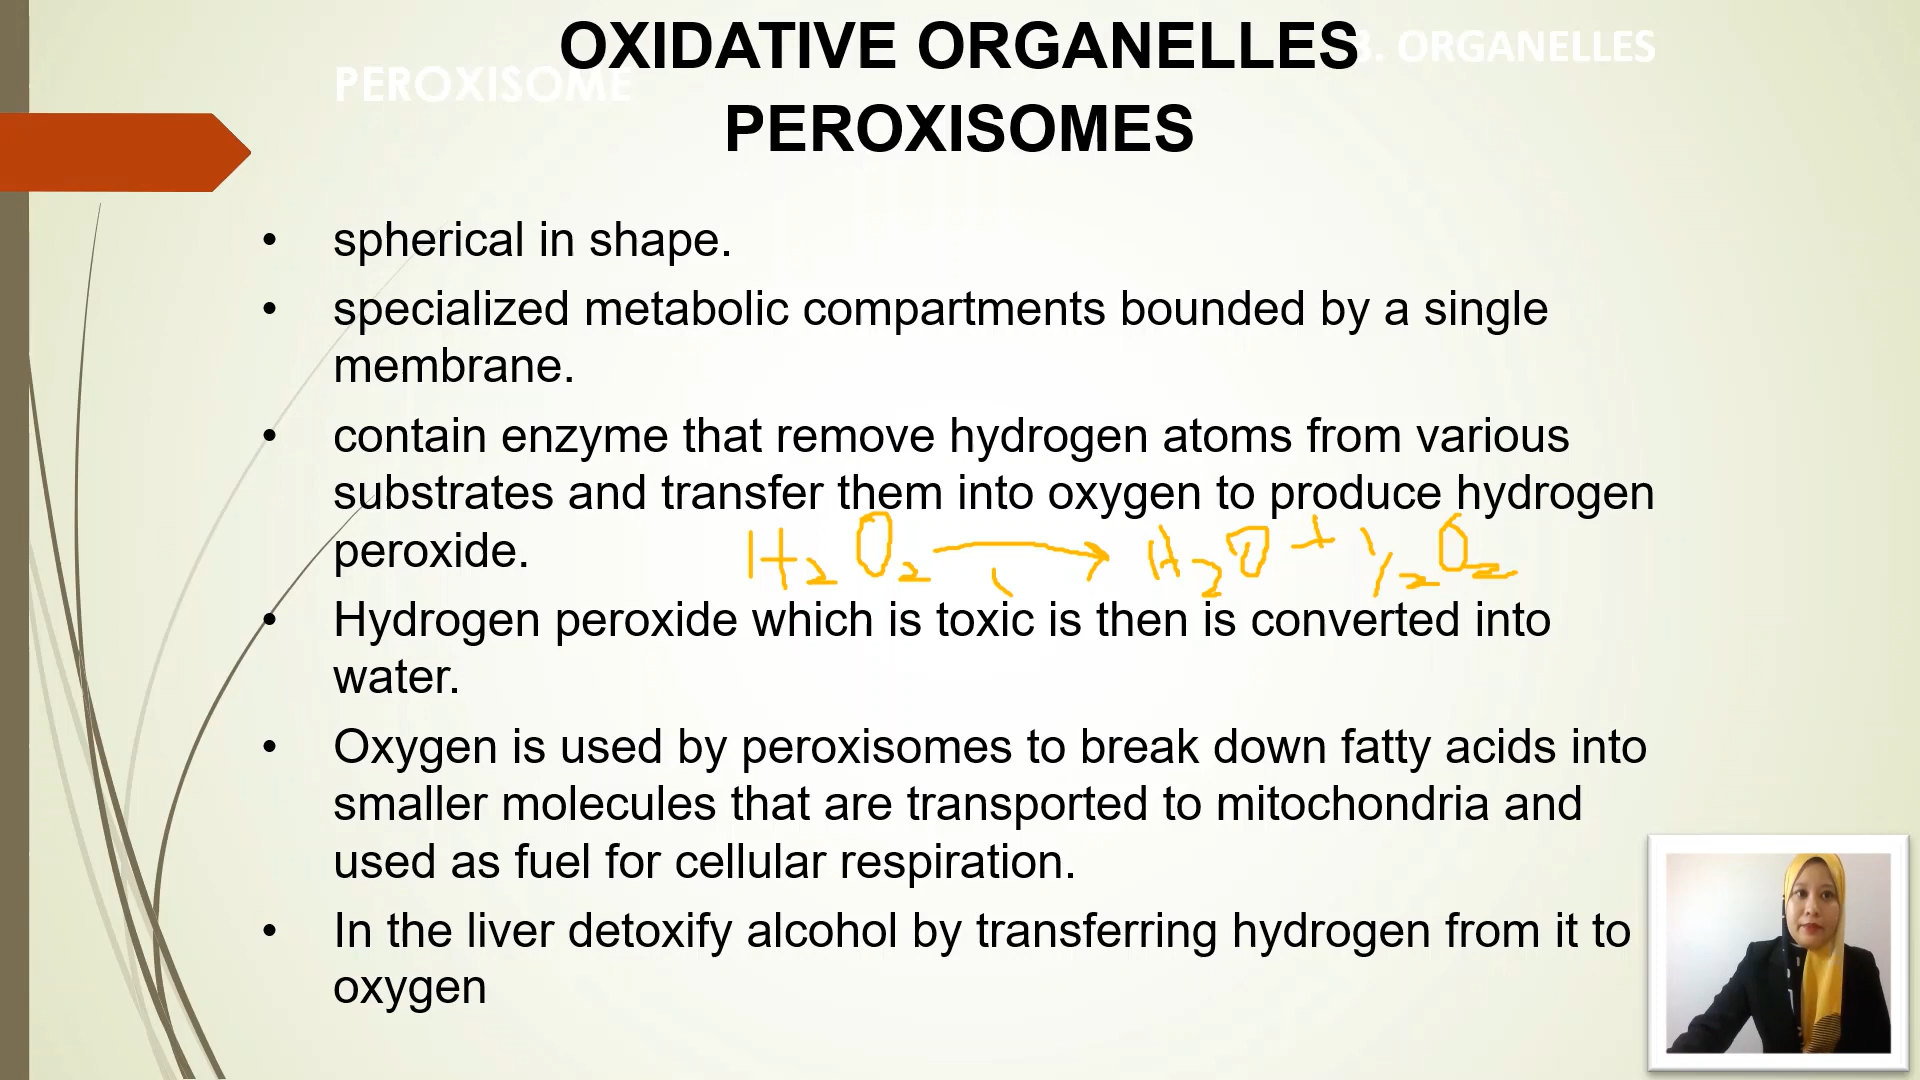 OXIDATIVE ORGANELLES
3. ORGANELLES
PEROXISOME
PEROXISOMES
• spherical in shape.
• specialized metabolic compartments bounded by a single
membrane.
• contain enzyme that remove hydrogen atoms from various
substrates and transfer them into oxygen to produce hydrogen
peroxide.
H₂O₂ → H₂O + 1/2O₂
• Hydrogen peroxide which is toxic is then is converted into
water.
• Oxygen is used by peroxisomes to break down fatty acids into
smaller molecules that are transported to mitochondria and
used as fuel for cellular respiration.
• In the liver detoxify alcohol by transferring hydrogen from it to
oxygen